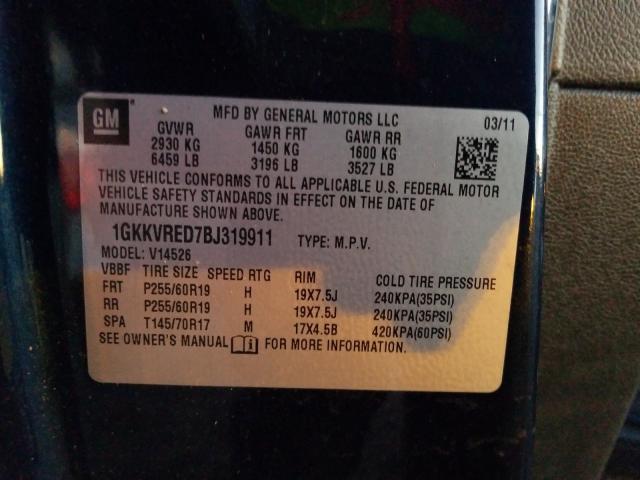 GM
MFD BY GENERAL MOTORS LLC 03/11
GVWR GAWR FRT GAWR RR
2930 KG 1450 KG 1600 KG
6459 LB 3196 LB 3527 LB
THIS VEHICLE CONFORMS TO ALL APPLICABLE U.S. FEDERAL MOTOR
VEHICLE SAFETY STANDARDS IN EFFECT ON THE DATE OF
MANUFACTURE SHOWN ABOVE.
1GKKVRED7BJ319911 TYPE: M.P.V.
MODEL: V14526
VBBF TIRE SIZE SPEED RTG RIM COLD TIRE PRESSURE
FRT P255/60R19 H 19X7.5J 240KPA(35PSI)
RR P255/60R19 H 19X7.5J 240KPA(35PSI)
SPA T145/70R17 M 17X4.5B 420KPA(60PSI)
SEE OWNER'S MANUAL FOR MORE INFORMATION.